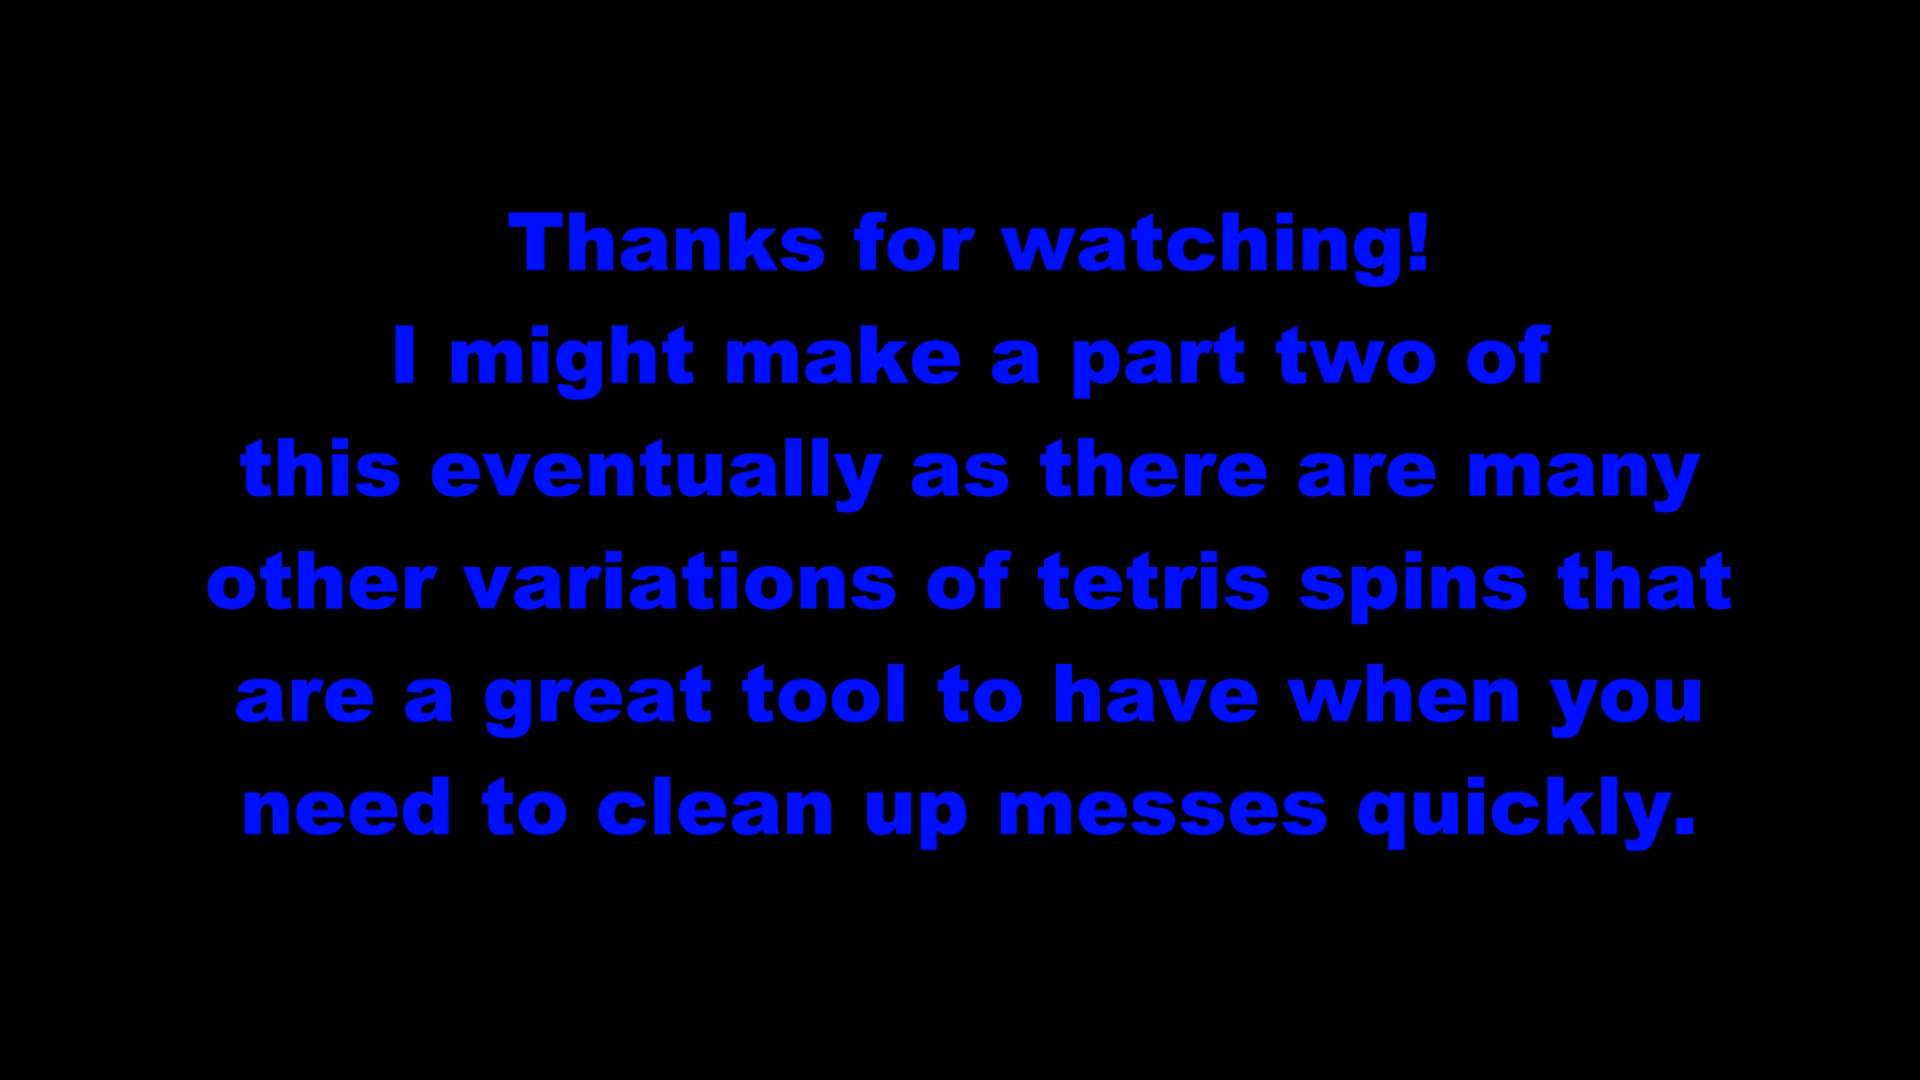 Thanks for watching!
I might make a part two of
this eventually as there are many
other variations of tetris spins that
are a great tool to have when you
need to clean up messes quickly.